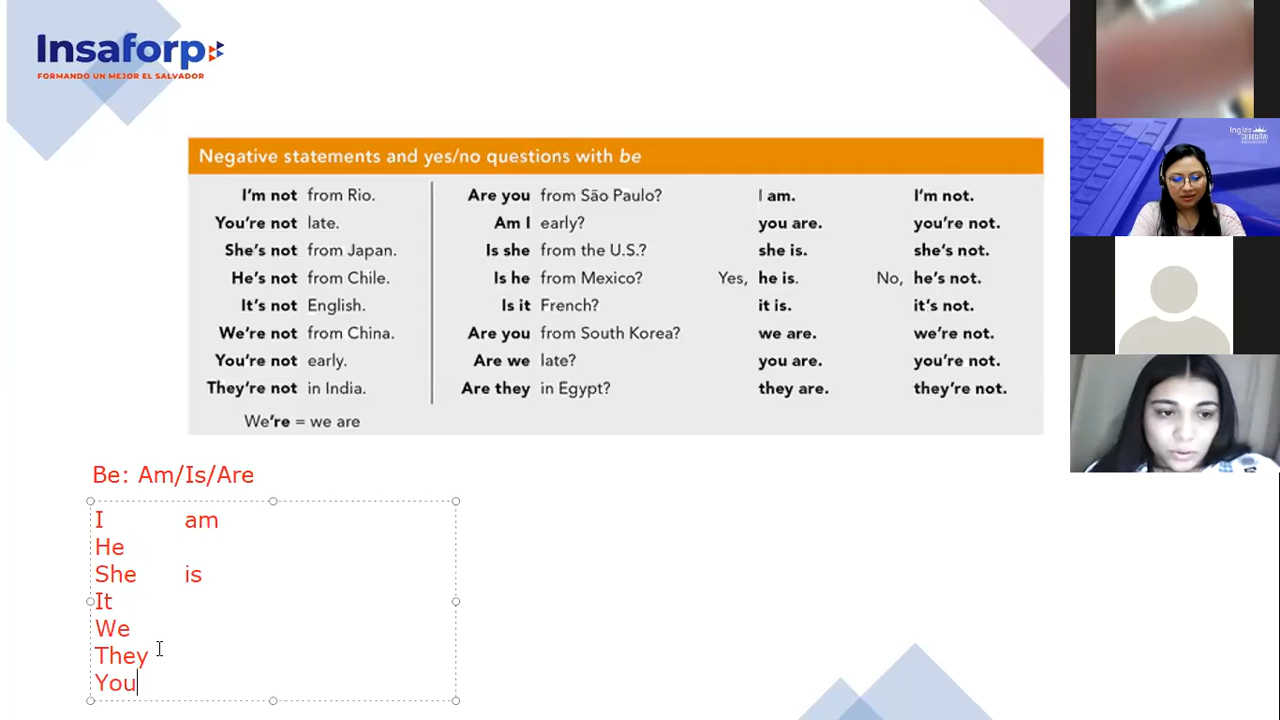 Insaforp
FORMANDO UN MEJOR EL SALVADOR
Negative statements and yes/no questions with be
I'm not from Rio. Are you from São Paulo? I am. I'm not.
You're not late. Am I early? you are. you're not.
She's not from Japan. Is she from the U.S.? she is. she's not.
He's not from Chile. Is he from Mexico? Yes, he is. No, he's not.
It's not English. Is it French? it is. it's not.
We're not from China. Are you from South Korea? we are. we're not.
You're not early. Are we late? you are. you're not.
They're not in India. Are they in Egypt? they are. they're not.
We're = we are
Be: Am/Is/Are
I am
He
She is
It
We
They
You
Ingles